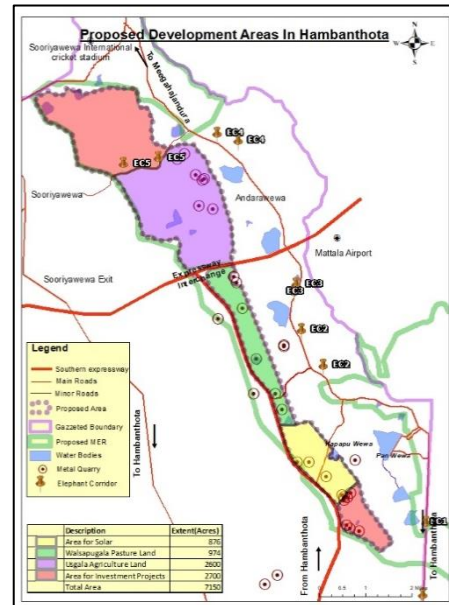 Proposed Development Areas In Hambanthota
N
W
E
S
Sooriyawewa International
cricket stadium
To Meegahajandura
EC4
EC4
EC5
EC5
Sooriyawewa
Andarawewa
Mattala Airport
Sooriyawewa Exit
Expressway
Interchange
EC3
EC3
EC2
EC2
Legend
Southern expressway
Main Roads
Minor Roads
Proposed Area
Gazzated Boundary
Proposed MER
Water Bodies
Metal Quarry
Elephant Corridor
To Hambanthota
Kapapu Wewa
Pan Wewa
EC1
From Hambanthota
To Hambanthota
Description Extent(Acres)
Area for Solar 876
Walsapugala Pasture Land 974
Usgala Agriculture Land 2600
Area for Investment Projects 2700
Total Area 7150
0 0.5 1 2 Miles